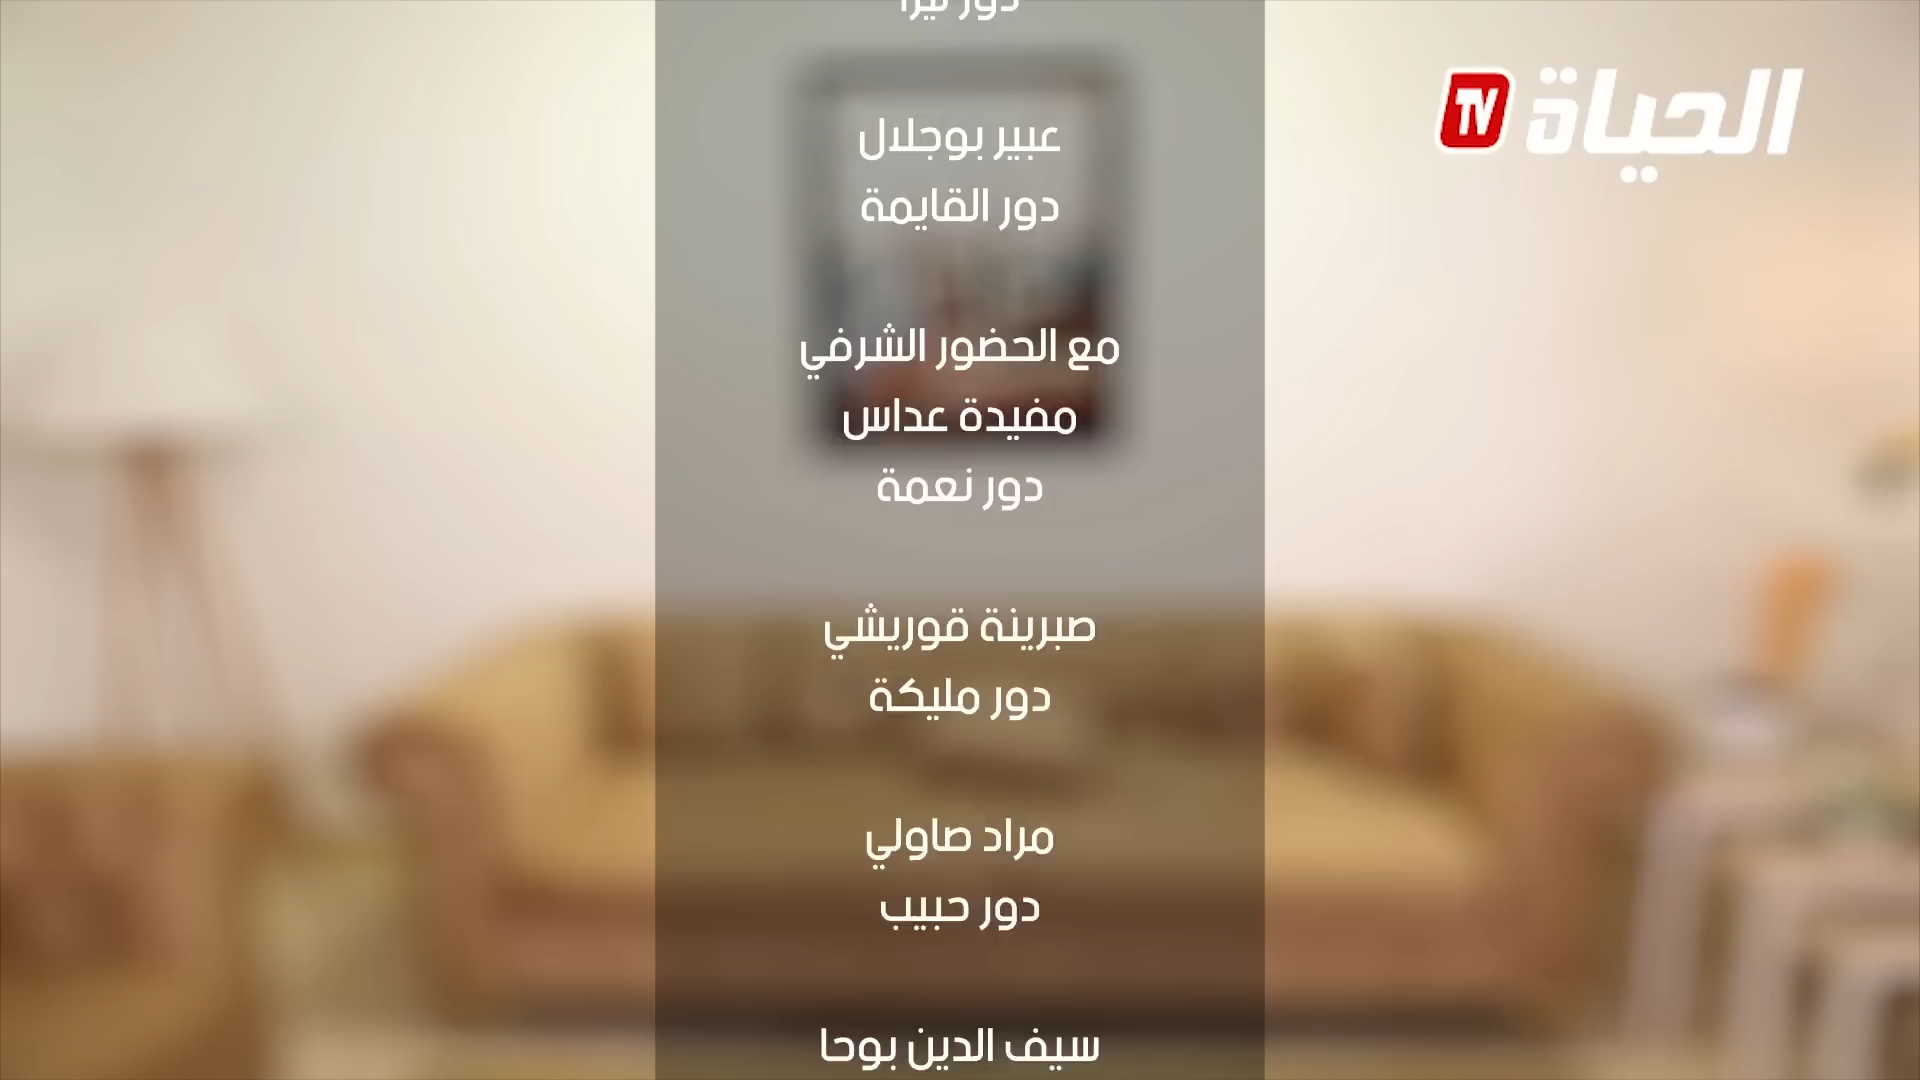 الحياة TV
عبير بوجلال
دور القايمة
مع الحضور الشرفي
مفيدة عداس
دور نعمة
صبرينة قوريشي
دور مليكة
مراد صاولي
دور حبيب
سيف الدين بوحا